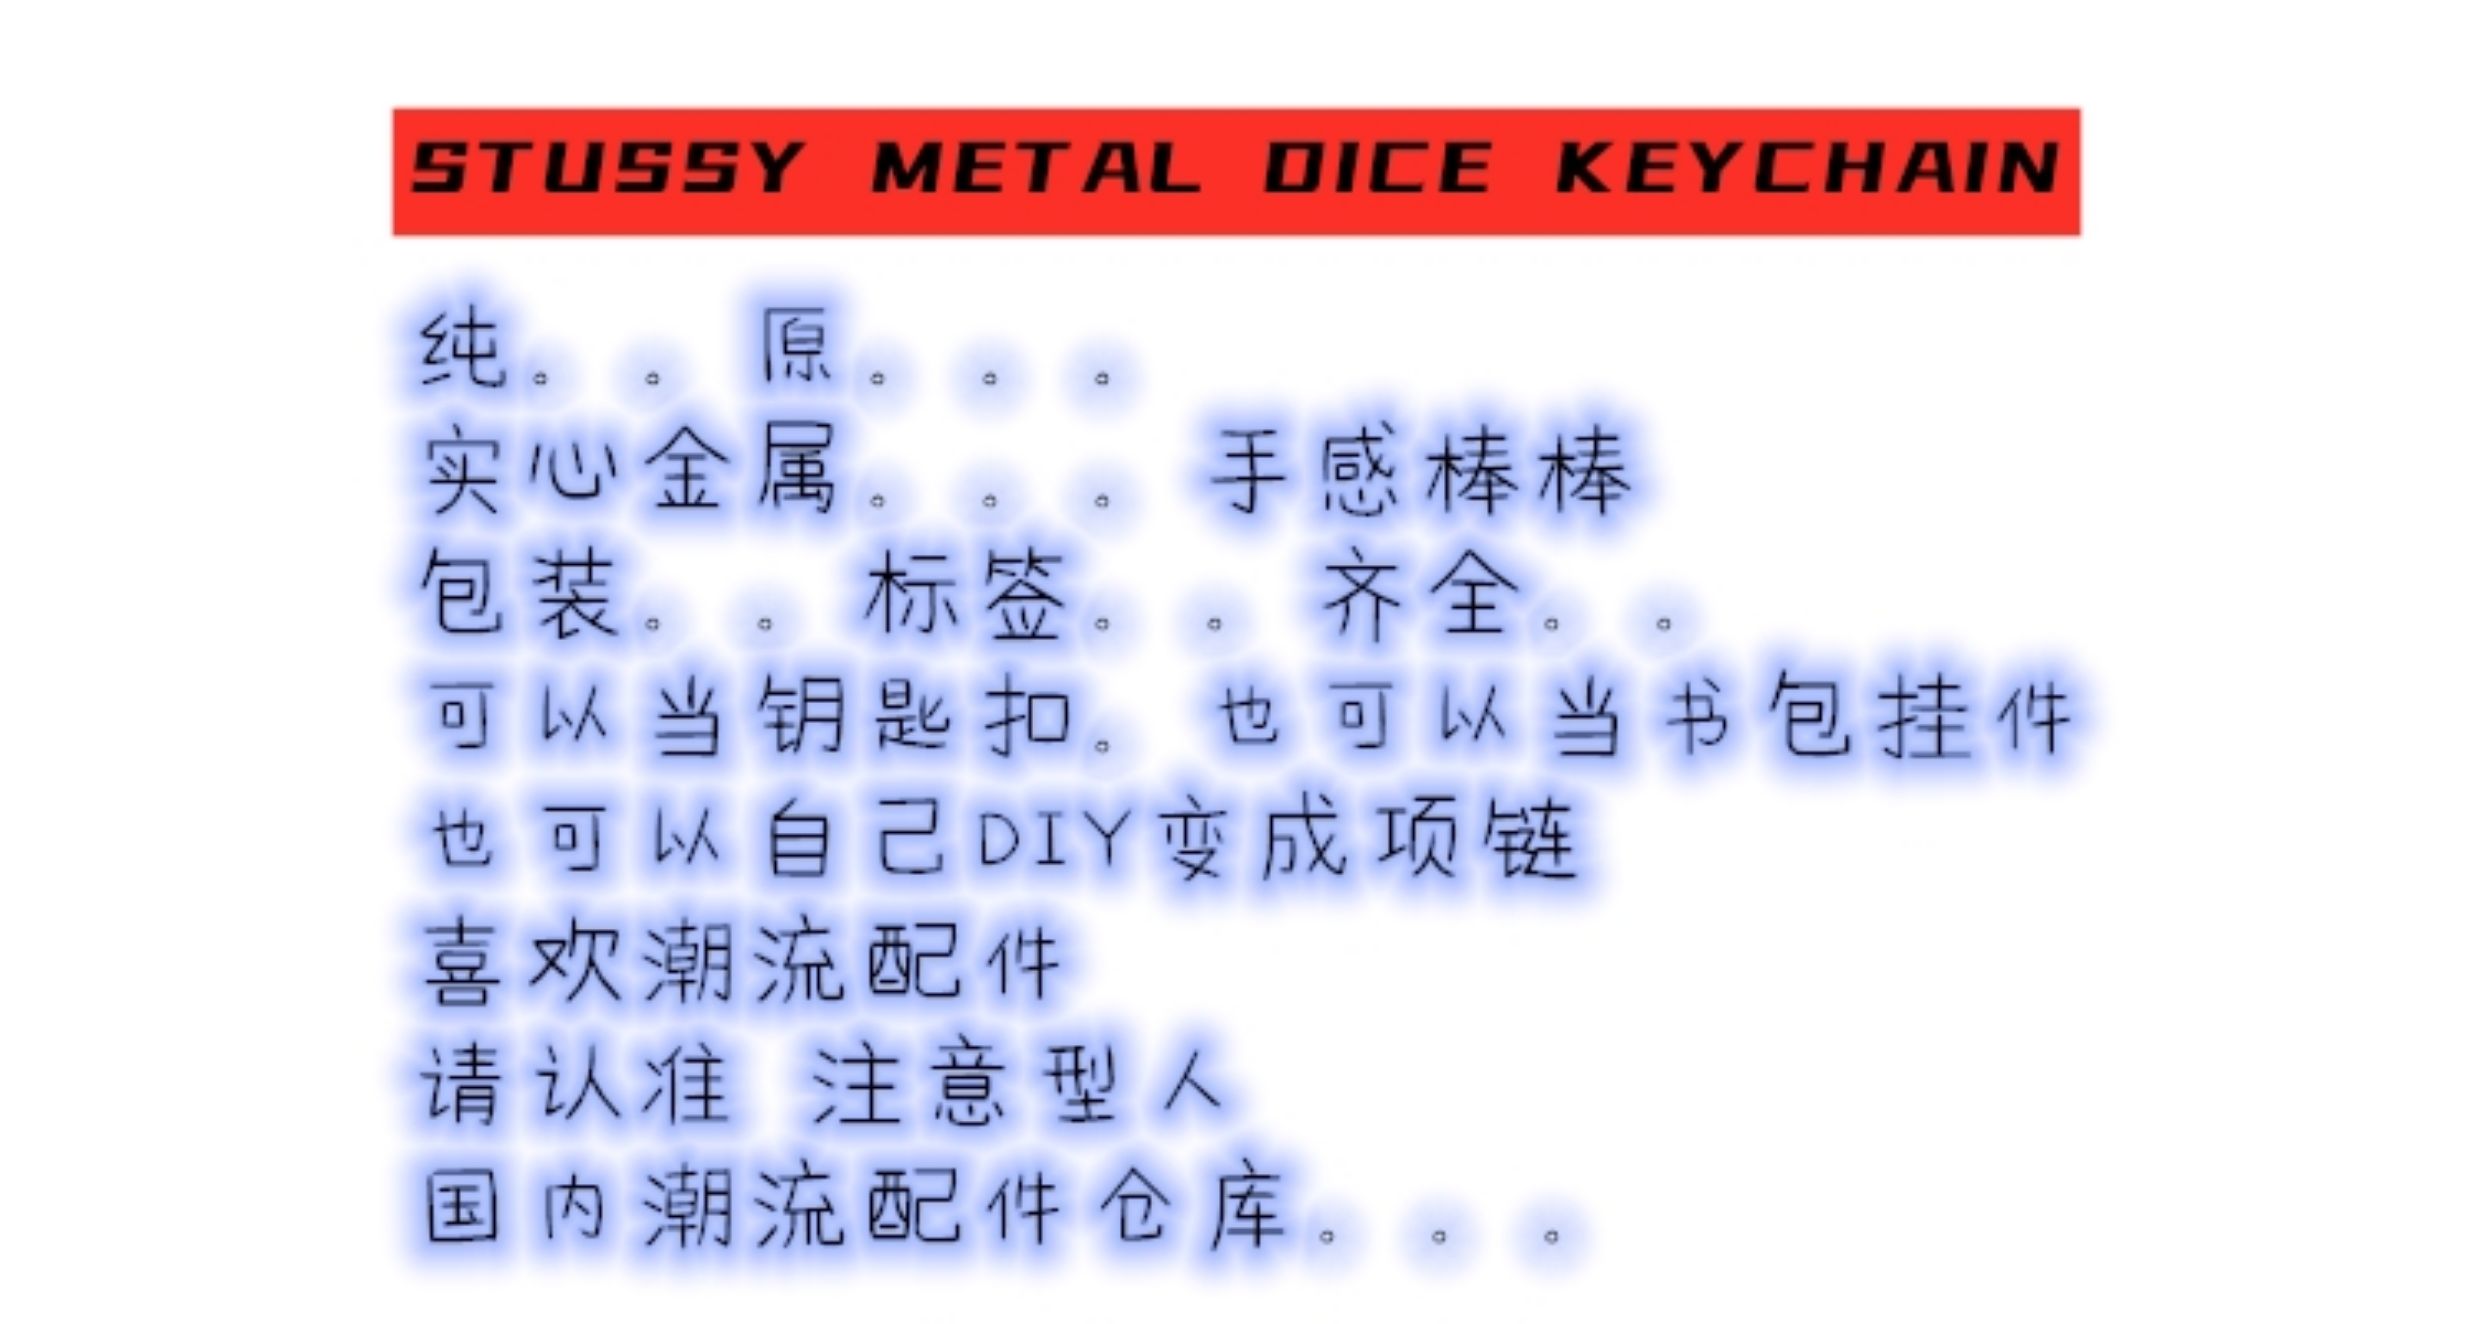 STUSSY METAL DICE KEYCHAIN
纯。。原。。。
实心金属。。。手感棒棒
包装。。标签。。齐全。。
可以当钥匙扣。也可以当书包挂件
也可以自己DIY变成项链
喜欢潮流配件
请认准 注意型人
国内潮流配件仓库。。。